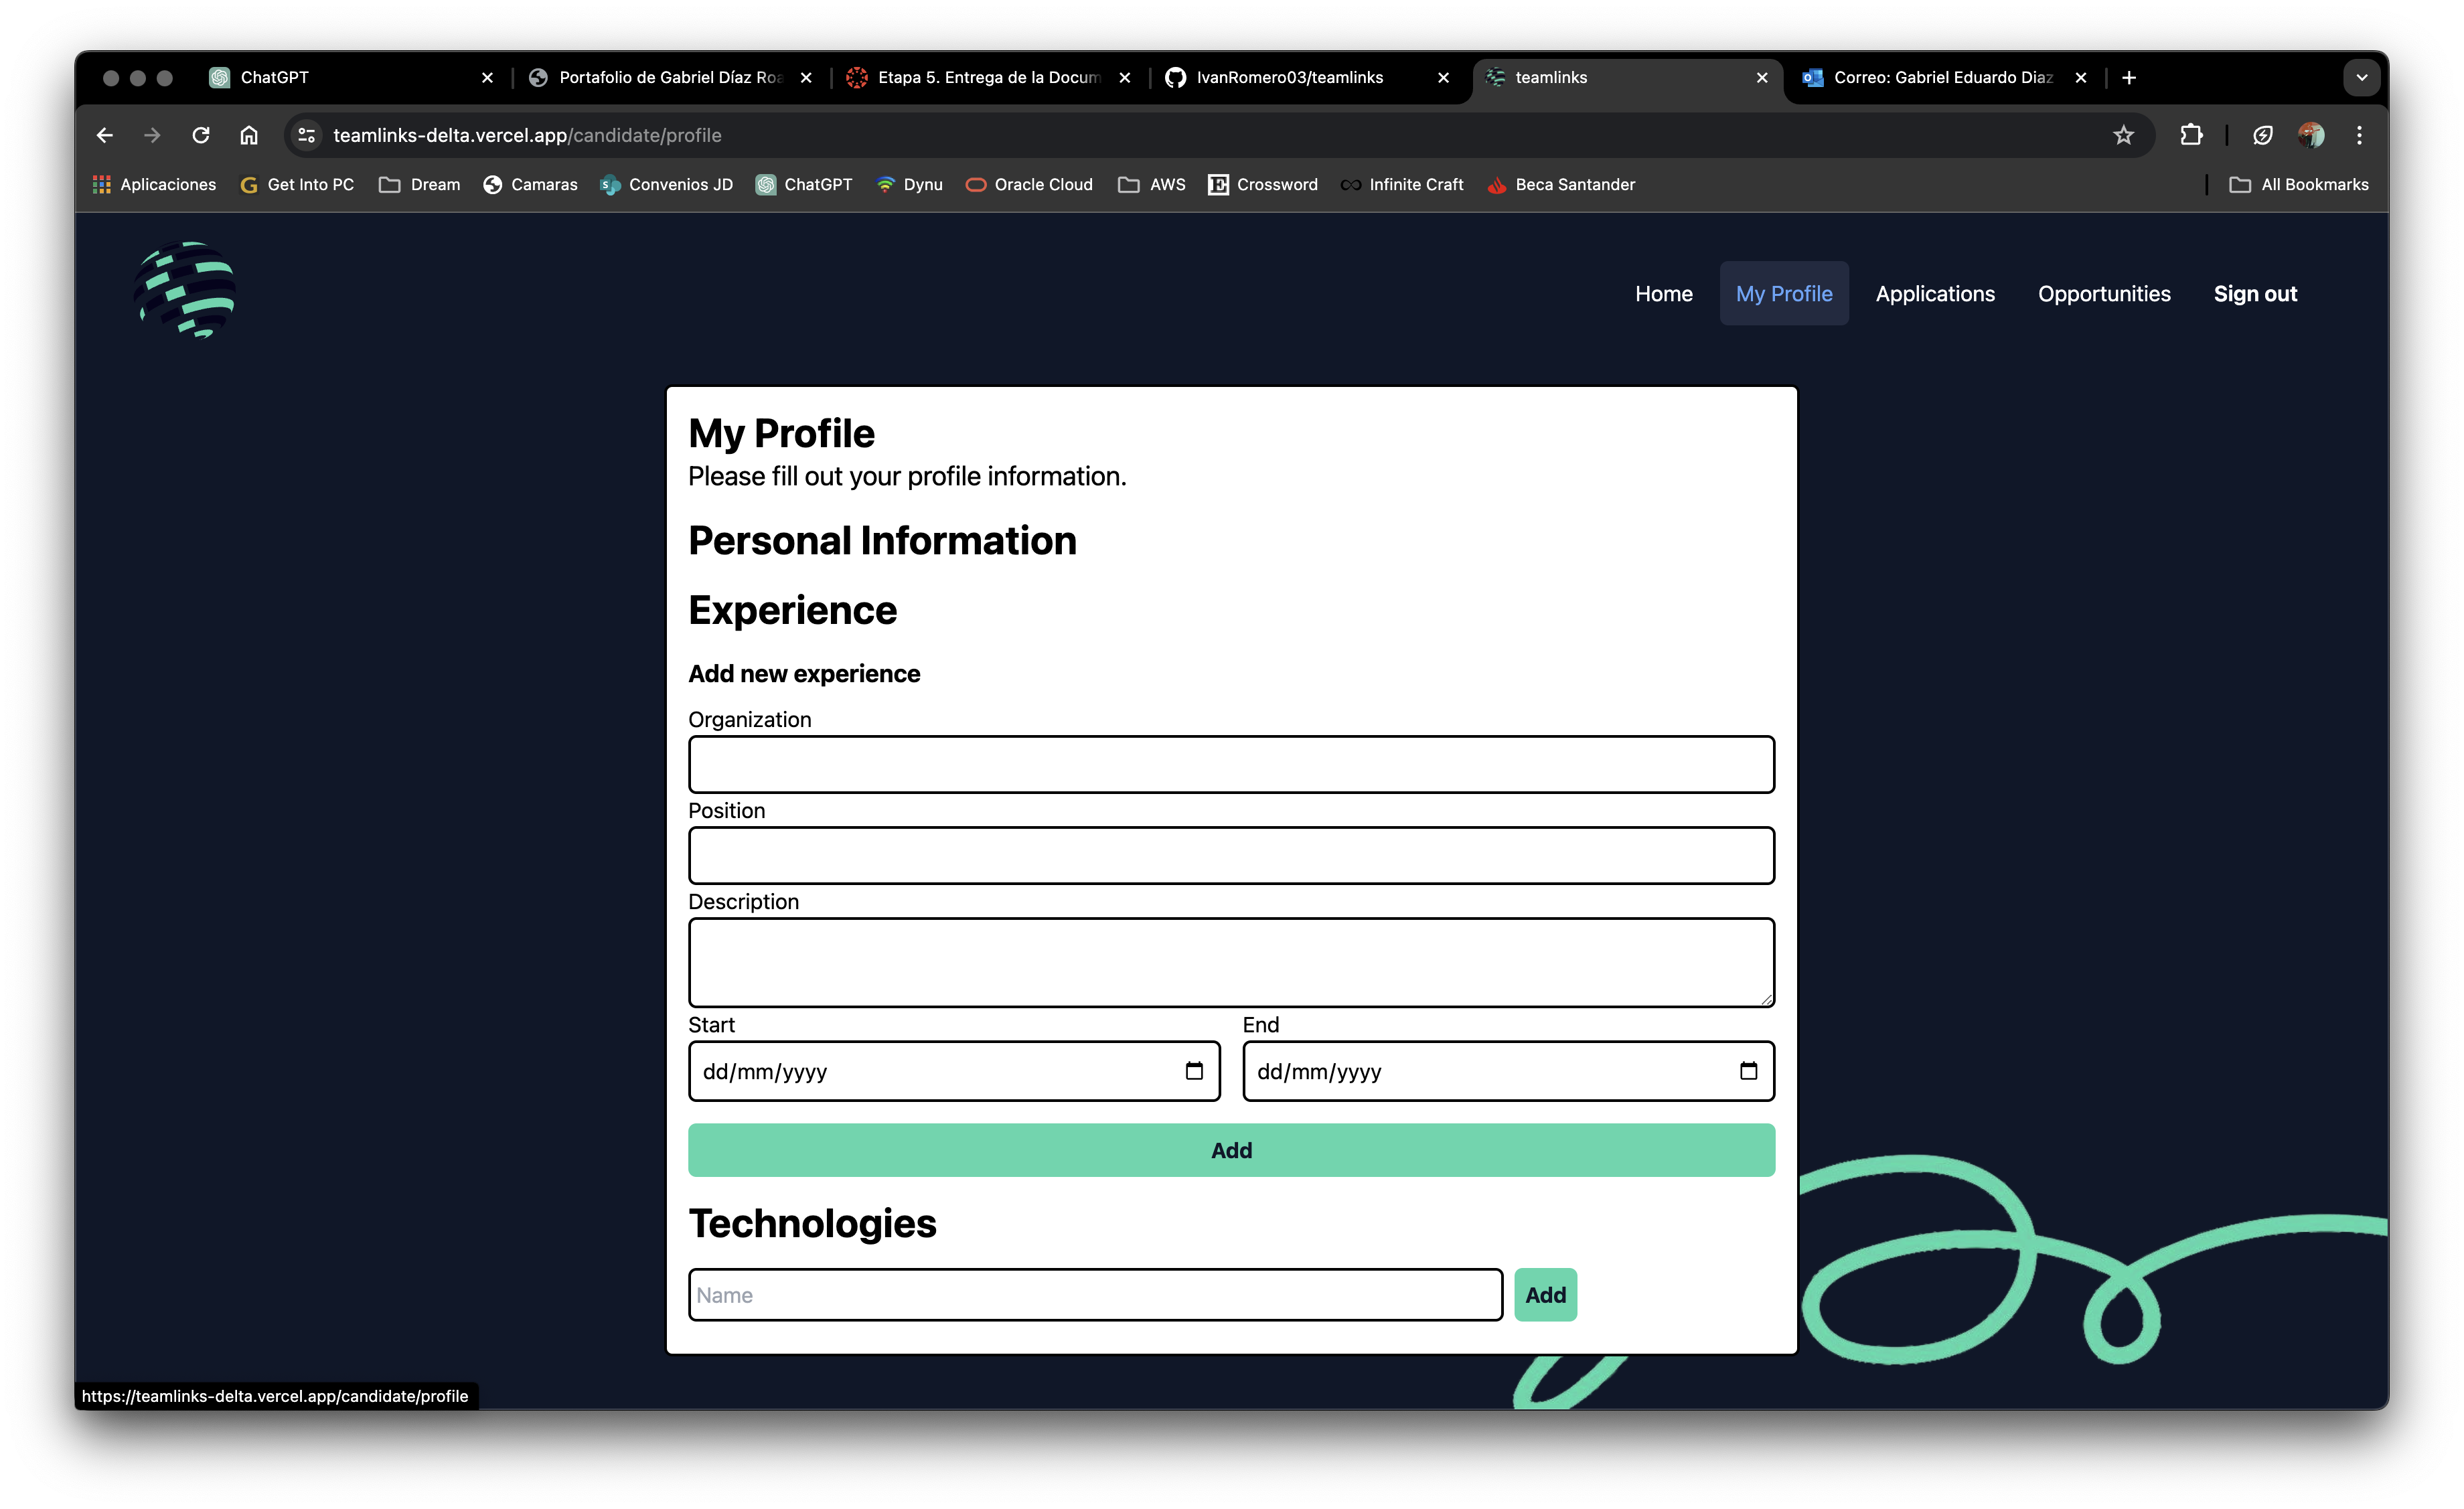 ChatGPT
Portafolio de Gabriel Díaz Roa
Etapa 5. Entrega de la Docum
IvanRomero03/teamlinks
teamlinks
Correo: Gabriel Eduardo Diaz
teamlinks-delta.vercel.app/candidate/profile
Aplicaciones
Get Into PC
Dream
Camaras
Convenios JD
ChatGPT
Dynu
Oracle Cloud
AWS
Crossword
Infinite Craft
Beca Santander
All Bookmarks
Home
My Profile
Applications
Opportunities
Sign out
My Profile
Please fill out your profile information.
Personal Information
Experience
Add new experience
Organization
Position
Description
Start
End
dd/mm/yyyy
dd/mm/yyyy
Add
Technologies
Name
Add
https://teamlinks-delta.vercel.app/candidate/profile